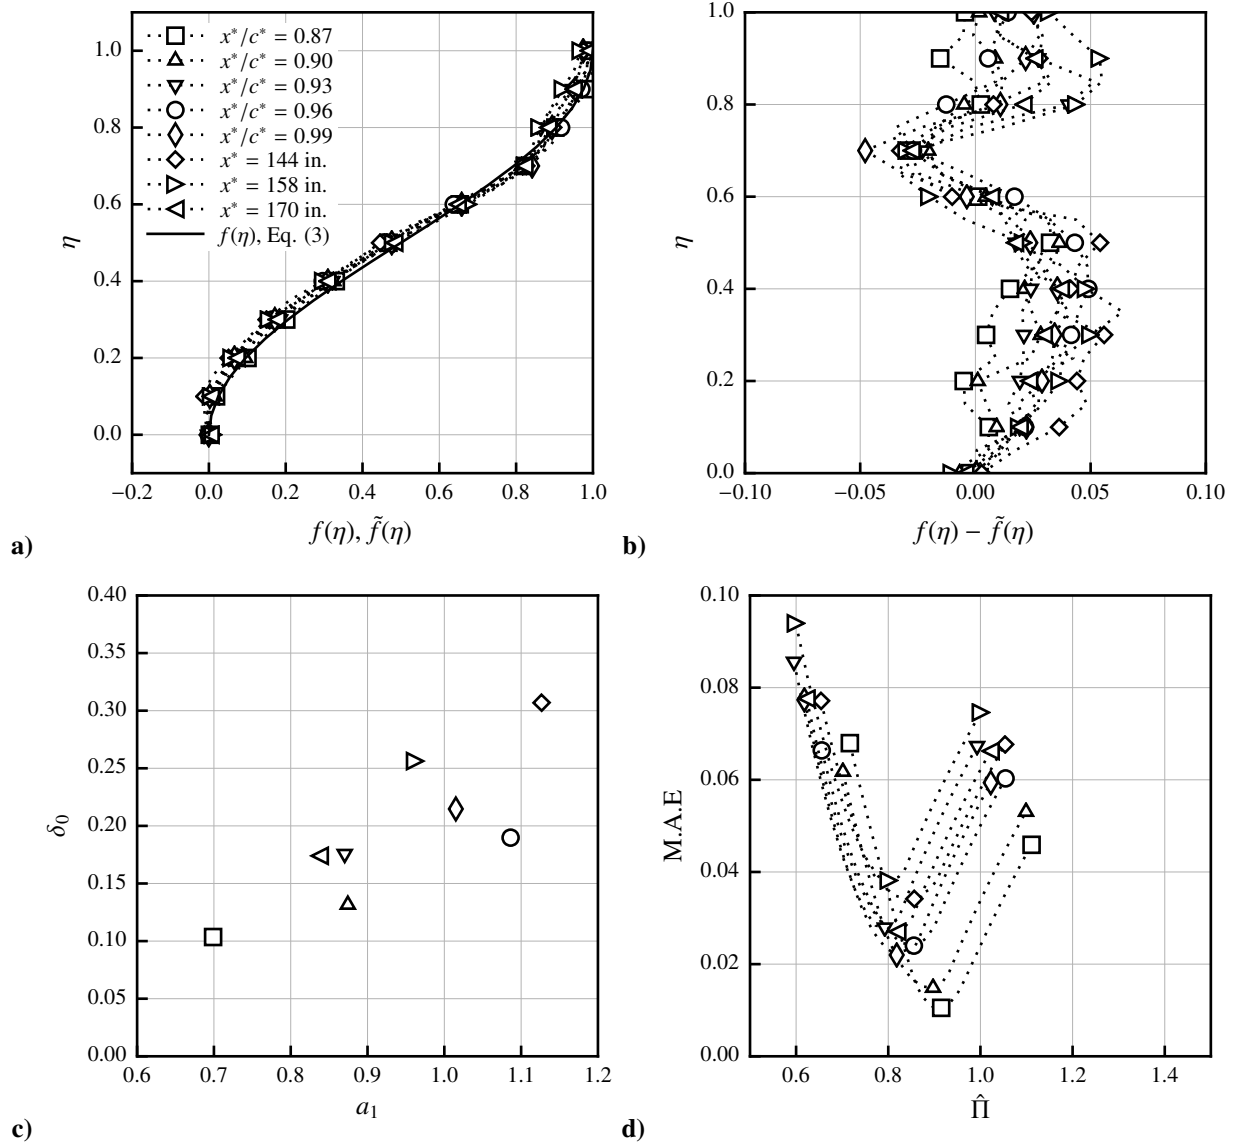 x*/c* = 0.87
x*/c* = 0.90
x*/c* = 0.93
x*/c* = 0.96
x*/c* = 0.99
x* = 144 in.
x* = 158 in.
x* = 170 in.
f(η), Eq. (3)
1.0
0.8
0.6
0.4
0.2
0.0
η
−0.2 0.0 0.2 0.4 0.6 0.8 1.0
f(η), f̃(η)
a)
1.0
0.8
0.6
0.4
0.2
0.0
η
−0.10 −0.05 0.00 0.05 0.10
f(η) − f̃(η)
b)
0.40
0.35
0.30
0.25
0.20
0.15
0.10
0.05
0.00
δ₀
0.6 0.7 0.8 0.9 1.0 1.1 1.2
a₁
c)
0.10
0.08
0.06
0.04
0.02
0.00
M.A.E
0.6 0.8 1.0 1.2 1.4
Π̂
d)